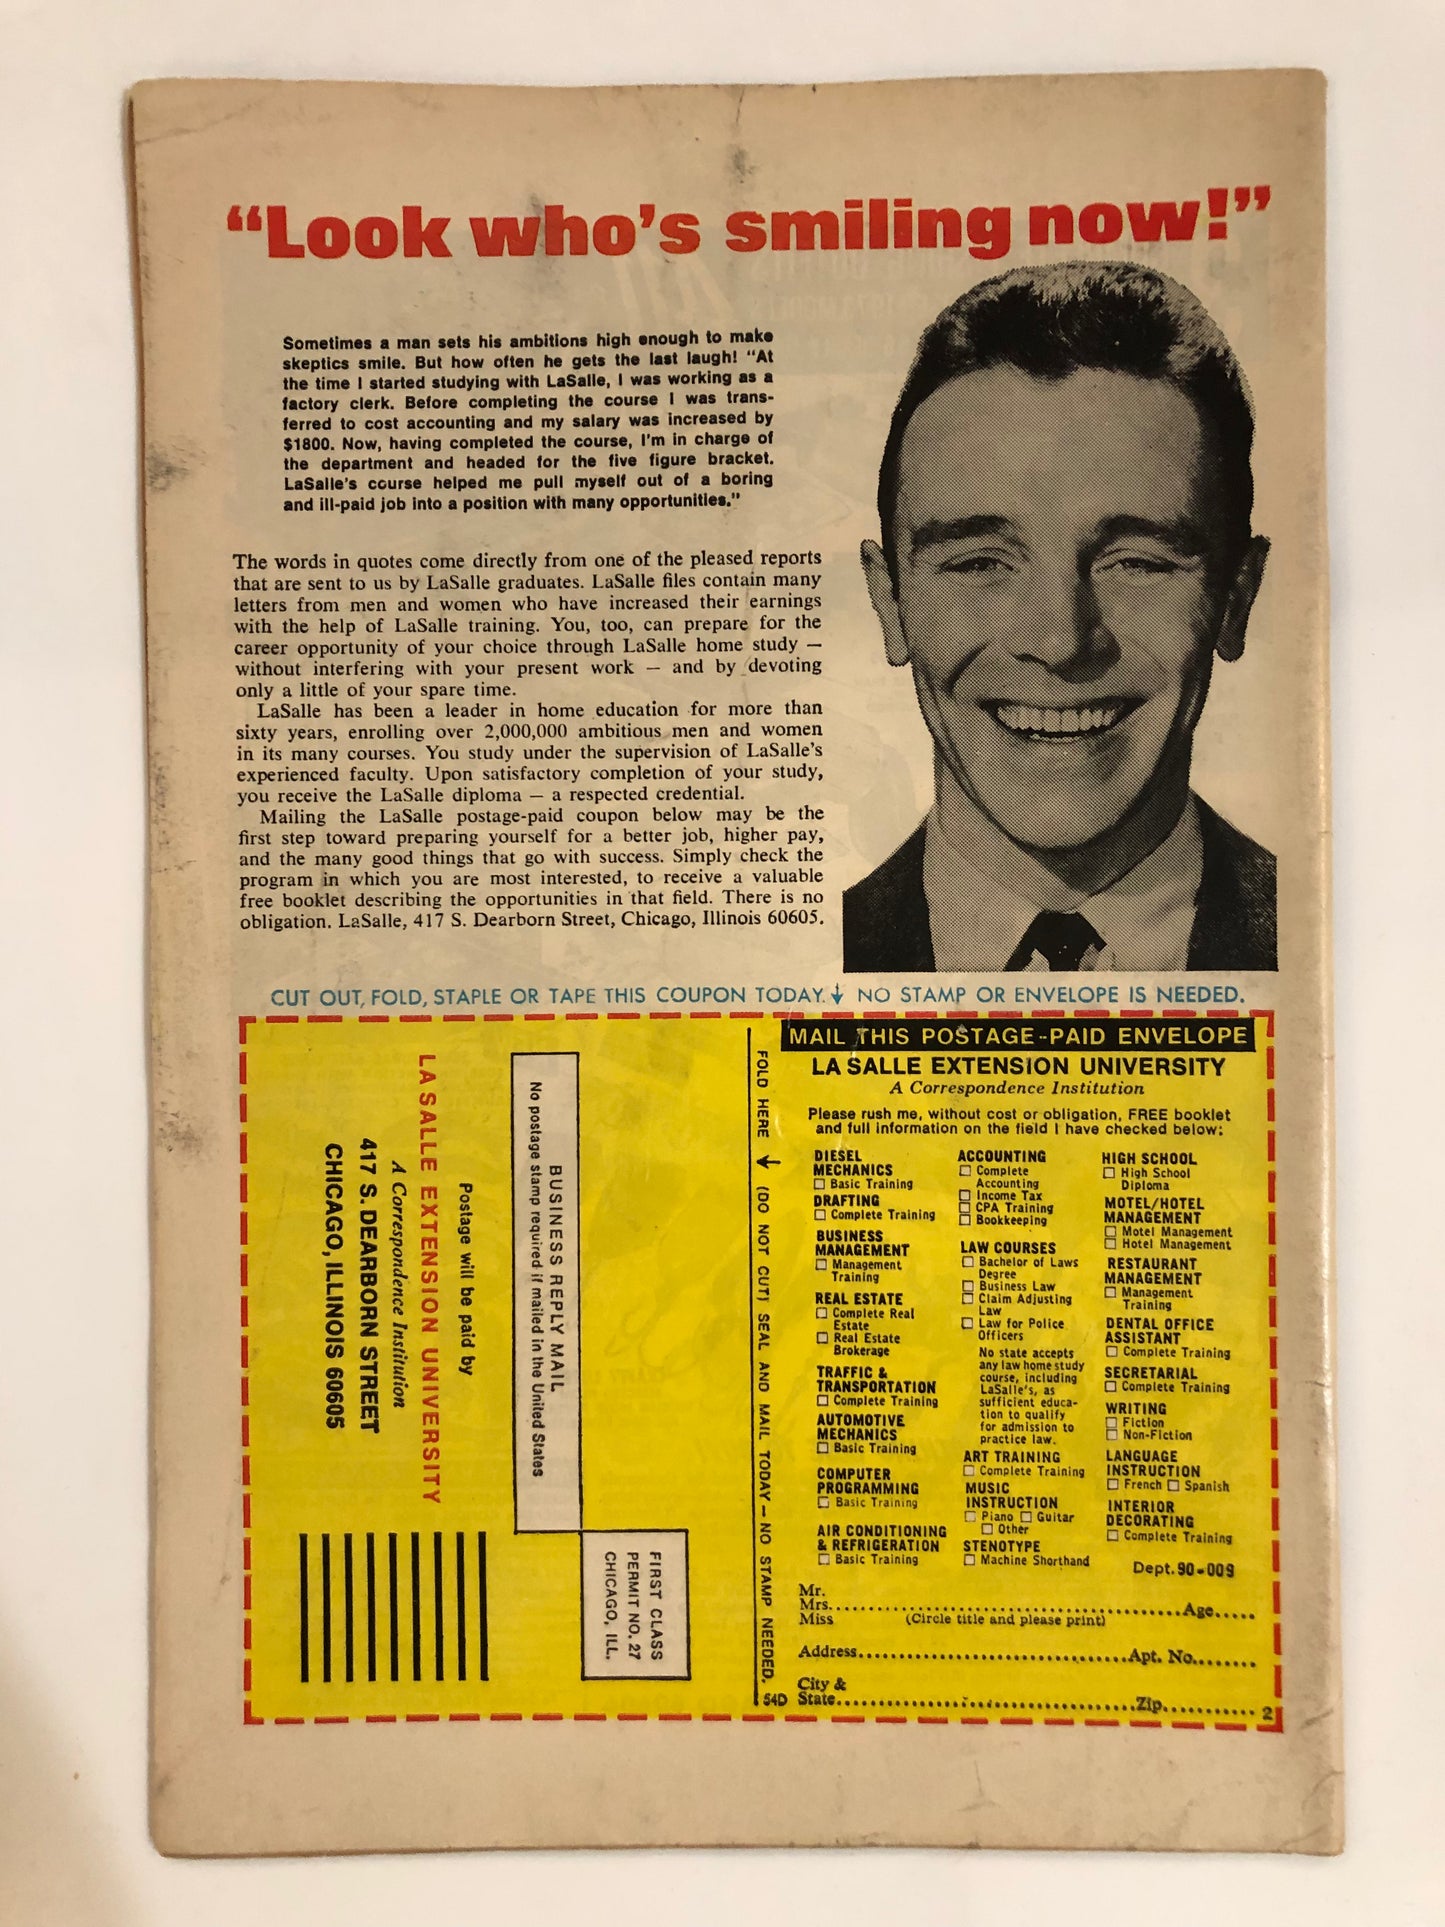 “Look who’s smiling now!”
Sometimes a man sets his ambitions high enough to make
skeptics smile. But how often he gets the last laugh! “At
the time I started studying with LaSalle, I was working as a
factory clerk. Before completing the course I was trans-
ferred to cost accounting and my salary was increased by
$1800. Now, having completed the course, I’m in charge of
the department and headed for the five figure bracket.
LaSalle’s course helped me pull myself out of a boring
and ill-paid job into a position with many opportunities.”
The words in quotes come directly from one of the pleased reports
that are sent to us by LaSalle graduates. LaSalle files contain many
letters from men and women who have increased their earnings
with the help of LaSalle training. You, too, can prepare for the
career opportunity of your choice through LaSalle home study —
without interfering with your present work — and by devoting
only a little of your spare time.
LaSalle has been a leader in home education for more than
sixty years, enrolling over 2,000,000 ambitious men and women
in its many courses. You study under the supervision of LaSalle’s
experienced faculty. Upon satisfactory completion of your study,
you receive the LaSalle diploma — a respected credential.
Mailing the LaSalle postage-paid coupon below may be the
first step toward preparing yourself for a better job, higher pay,
and the many good things that go with success. Simply check the
program in which you are most interested, to receive a valuable
free booklet describing the opportunities in that field. There is no
obligation. LaSalle, 417 S. Dearborn Street, Chicago, Illinois 60605.
CUT OUT, FOLD, STAPLE OR TAPE THIS COUPON TODAY. ↓ NO STAMP OR ENVELOPE IS NEEDED.
FIRST CLASS
PERMIT NO. 27
CHICAGO, ILL.
BUSINESS REPLY MAIL
No postage stamp required if mailed in the United States
Postage will be paid by
LA SALLE EXTENSION UNIVERSITY
A Correspondence Institution
417 S. DEARBORN STREET
CHICAGO, ILLINOIS 60605
FOLD HERE ↓ (DO NOT CUT) SEAL AND MAIL TODAY — NO STAMP NEEDED.
54D
MAIL THIS POSTAGE-PAID ENVELOPE
LA SALLE EXTENSION UNIVERSITY
A Correspondence Institution
Please rush me, without cost or obligation, FREE booklet
and full information on the field I have checked below:
DIESEL
MECHANICS
☐ Basic Training
DRAFTING
☐ Complete Training
BUSINESS
MANAGEMENT
☐ Management
Training
REAL ESTATE
☐ Complete Real
Estate
☐ Real Estate
Brokerage
TRAFFIC &
TRANSPORTATION
☐ Complete Training
AUTOMOTIVE
MECHANICS
☐ Basic Training
COMPUTER
PROGRAMMING
☐ Basic Training
AIR CONDITIONING
& REFRIGERATION
☐ Basic Training
ACCOUNTING
☐ Complete
Accounting
☐ Income Tax
☐ CPA Training
☐ Bookkeeping
LAW COURSES
☐ Bachelor of Laws
Degree
☐ Business Law
☐ Claim Adjusting
Law
☐ Law for Police
Officers
No state accepts
any law home study
course, including
LaSalle’s, as
sufficient educa-
tion to qualify
for admission to
practice law.
ART TRAINING
☐ Complete Training
MUSIC
INSTRUCTION
☐ Piano ☐ Guitar
☐ Other
STENOTYPE
☐ Machine Shorthand
HIGH SCHOOL
☐ High School
Diploma
MOTEL/HOTEL
MANAGEMENT
☐ Motel Management
☐ Hotel Management
RESTAURANT
MANAGEMENT
☐ Management
Training
DENTAL OFFICE
ASSISTANT
☐ Complete Training
SECRETARIAL
☐ Complete Training
WRITING
☐ Fiction
☐ Non-Fiction
LANGUAGE
INSTRUCTION
☐ French ☐ Spanish
INTERIOR
DECORATING
☐ Complete Training
Dept. 90-009
Mr.
Mrs. Age
Miss (Circle title and please print)
Address Apt. No.
City &
State Zip 2